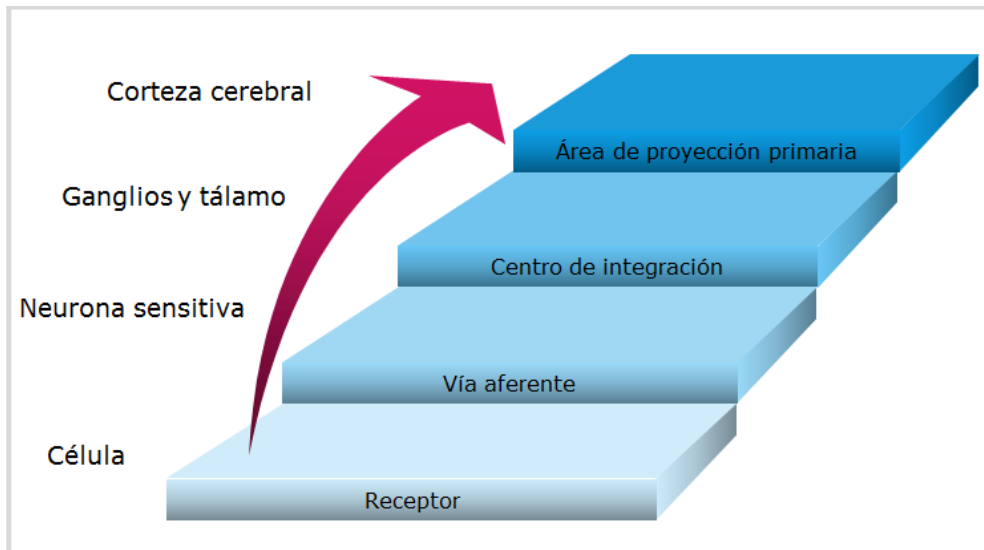 Corteza cerebral
Área de proyección primaria
Ganglios y tálamo
Centro de integración
Neurona sensitiva
Vía aferente
Célula
Receptor